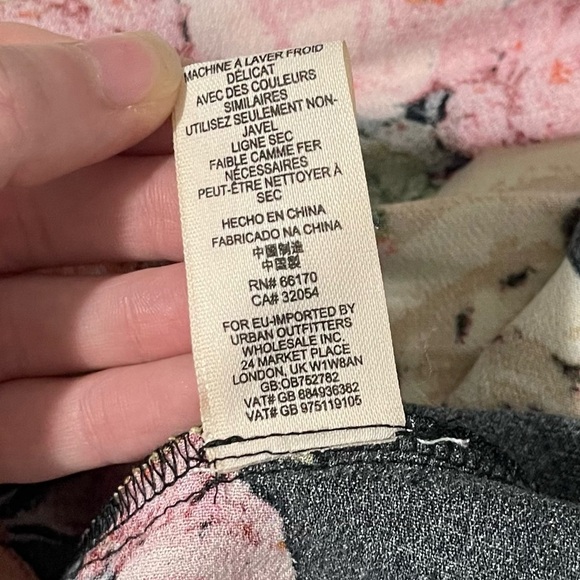 MACHINE À LAVER FROID
DÉLICAT
AVEC DES COULEURS
SIMILAIRES
UTILISEZ SEULEMENT NON-
JAVEL
LIGNE SEC
FAIBLE CAMME FER
NÉCESSAIRES
PEUT-ÊTRE NETTOYER À
SEC
HECHO EN CHINA
FABRICADO NA CHINA
中國制造
中国製
RN# 66170
CA# 32054
FOR EU-IMPORTED BY
URBAN OUTFITTERS
WHOLESALE INC.
24 MARKET PLACE
LONDON, UK W1W8AN
GB:OB752782
VAT# GB 684936382
VAT# GB 975119105